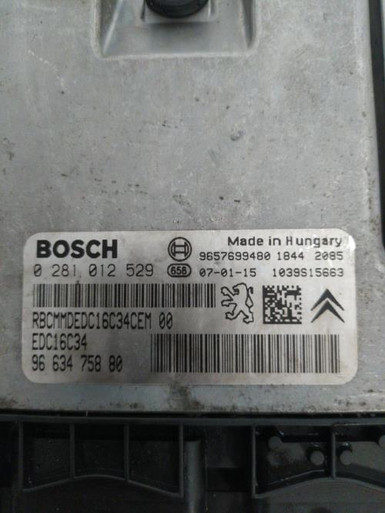 BOSCH
Made in Hungary
9657699480 1844 2085
0 281 012 529 658 07-01-15 1039S15663
RBCMMDEDC16C34CEM 00
EDC16C34
96 634 758 80